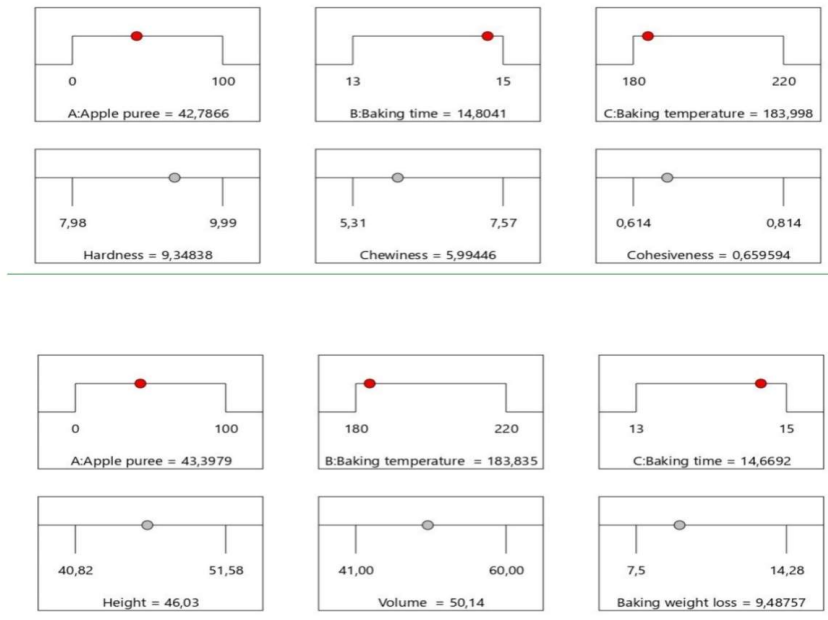 0 100
A:Apple puree = 42,7866
13 15
B:Baking time = 14,8041
180 220
C:Baking temperature = 183,998
7,98 9,99
Hardness = 9,34838
5,31 7,57
Chewiness = 5,99446
0,614 0,814
Cohesiveness = 0,659594
0 100
A:Apple puree = 43,3979
180 220
B:Baking temperature = 183,835
13 15
C:Baking time = 14,6692
40,82 51,58
Height = 46,03
41,00 60,00
Volume = 50,14
7,5 14,28
Baking weight loss = 9,48757